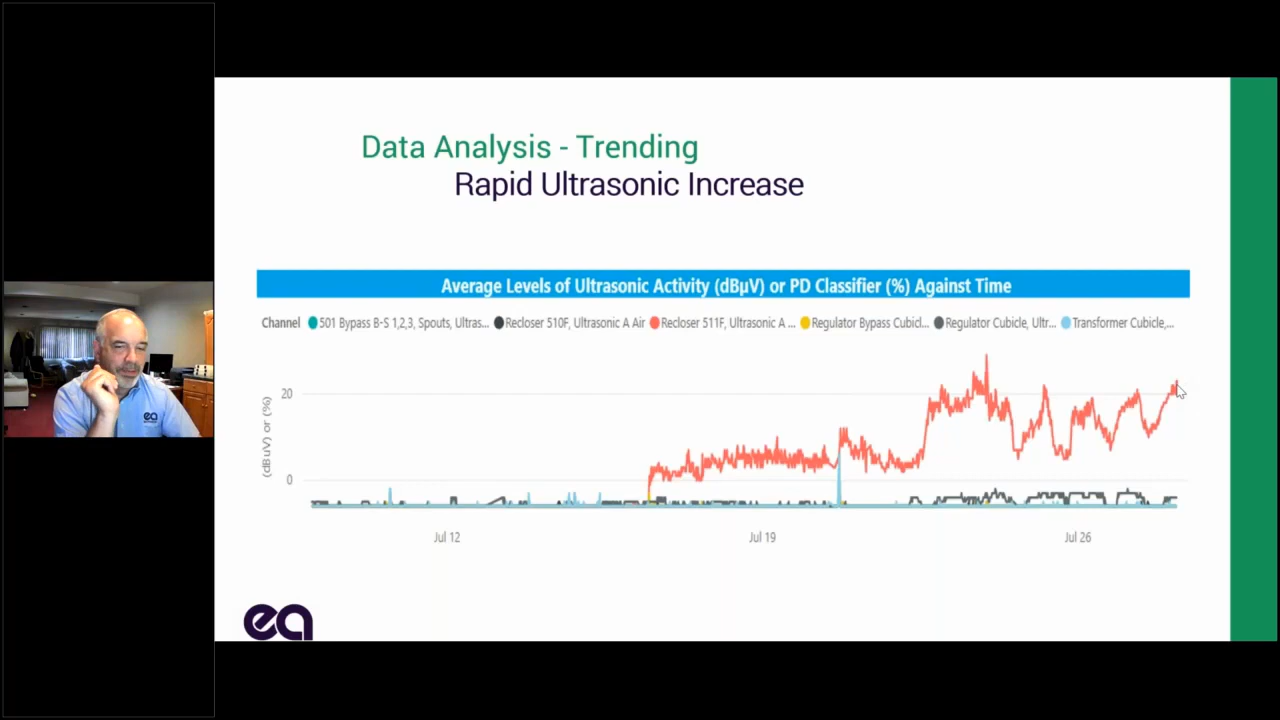 Data Analysis - Trending
Rapid Ultrasonic Increase
Average Levels of Ultrasonic Activity (dBµV) or PD Classifier (%) Against Time
Channel 501 Bypass B-S 1,2,3, Spouts, Ultras... Recloser 510F, Ultrasonic A Air Recloser 511F, Ultrasonic A ... Regulator Bypass Cubicl... Regulator Cubicle, Ultr... Transformer Cubicle,...
(dBuV) or (%)
20
0
Jul 12 Jul 19 Jul 26
ea
ea